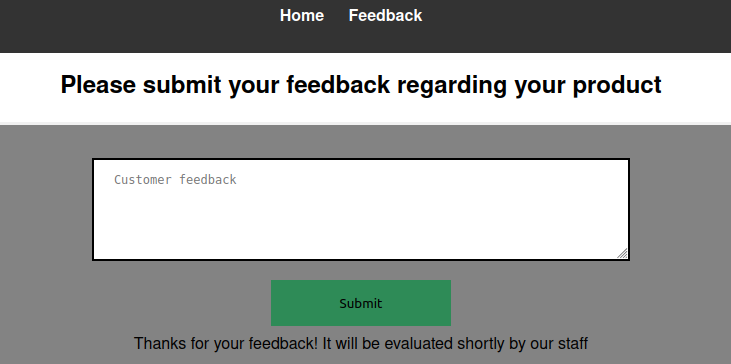 Home Feedback
Please submit your feedback regarding your product
Customer feedback
Submit
Thanks for your feedback! It will be evaluated shortly by our staff